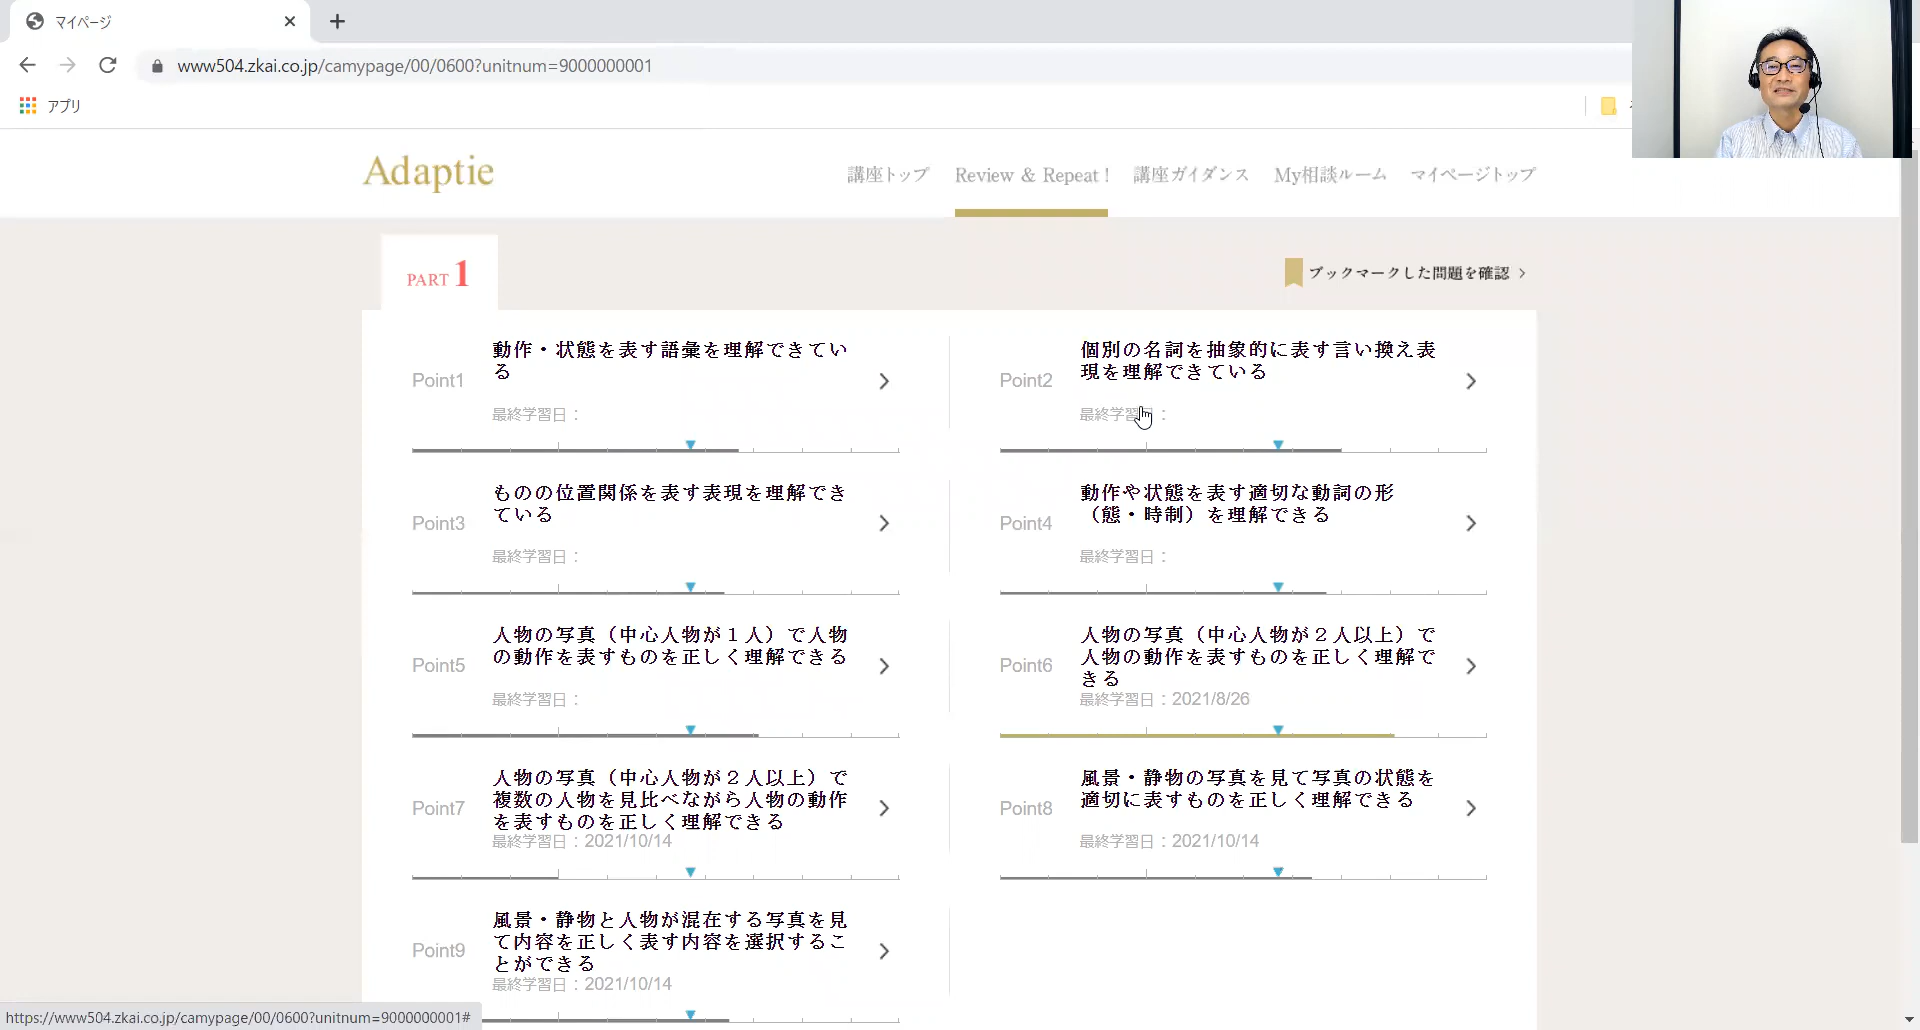 マイページ
www504.zkai.co.jp/camypage/00/0600?unitnum=9000000001
アプリ
Adaptie
講座トップ
Review & Repeat !
講座ガイダンス
My相談ルーム
マイページトップ
PART 1
ブックマークした問題を確認
Point1
動作・状態を表す語彙を理解できてい
る
最終学習日：
Point2
個別の名詞を抽象的に表す言い換え表
現を理解できている
最終学習日：
Point3
ものの位置関係を表す表現を理解でき
ている
最終学習日：
Point4
動作や状態を表す適切な動詞の形
（態・時制）を理解できる
最終学習日：
Point5
人物の写真（中心人物が１人）で人物
の動作を表すものを正しく理解できる
最終学習日：
Point6
人物の写真（中心人物が２人以上）で
人物の動作を表すものを正しく理解で
きる
最終学習日：2021/8/26
Point7
人物の写真（中心人物が２人以上）で
複数の人物を見比べながら人物の動作
を表すものを正しく理解できる
最終学習日：2021/10/14
Point8
風景・静物の写真を見て写真の状態を
適切に表すものを正しく理解できる
最終学習日：2021/10/14
Point9
風景・静物と人物が混在する写真を見
て内容を正しく表す内容を選択するこ
とができる
最終学習日：2021/10/14
https://www504.zkai.co.jp/camypage/00/0600?unitnum=9000000001#